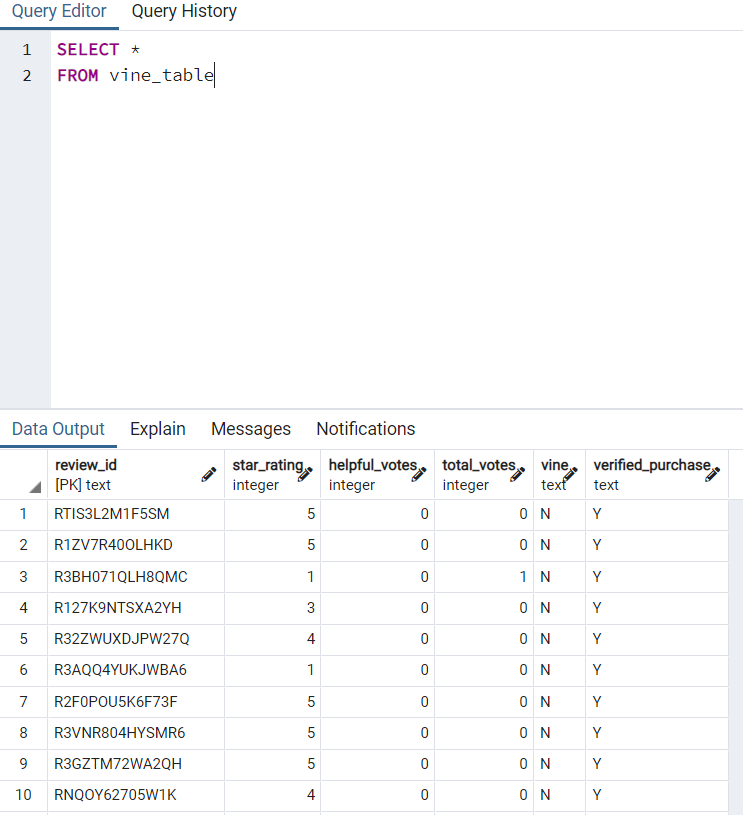 Query Editor Query History
1 SELECT *
2 FROM vine_table
Data Output Explain Messages Notifications
review_id star_rating helpful_votes total_votes vine verified_purchase
[PK] text integer integer integer text text
1 RTIS3L2M1F5SM 5 0 0 N Y
2 R1ZV7R40OLHKD 5 0 0 N Y
3 R3BH071QLH8QMC 1 0 1 N Y
4 R127K9NTSXA2YH 3 0 0 N Y
5 R32ZWUXDJPW27Q 4 0 0 N Y
6 R3AQQ4YUKJWBA6 1 0 0 N Y
7 R2F0POU5K6F73F 5 0 0 N Y
8 R3VNR804HYSMR6 5 0 0 N Y
9 R3GZTM72WA2QH 5 0 0 N Y
10 RNQOY62705W1K 4 0 0 N Y